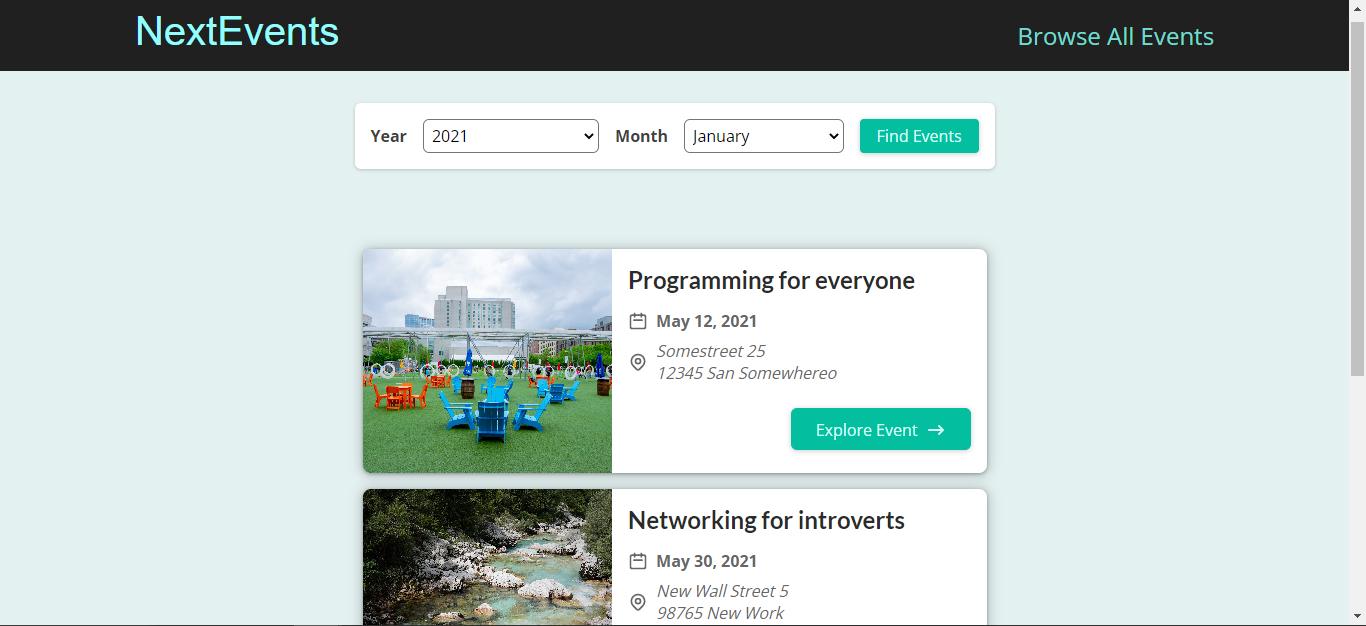 NextEvents
Browse All Events
Year 2021 Month January Find Events
Programming for everyone
May 12, 2021
Somestreet 25
12345 San Somewhereo
Explore Event →
Networking for introverts
May 30, 2021
New Wall Street 5
98765 New Work